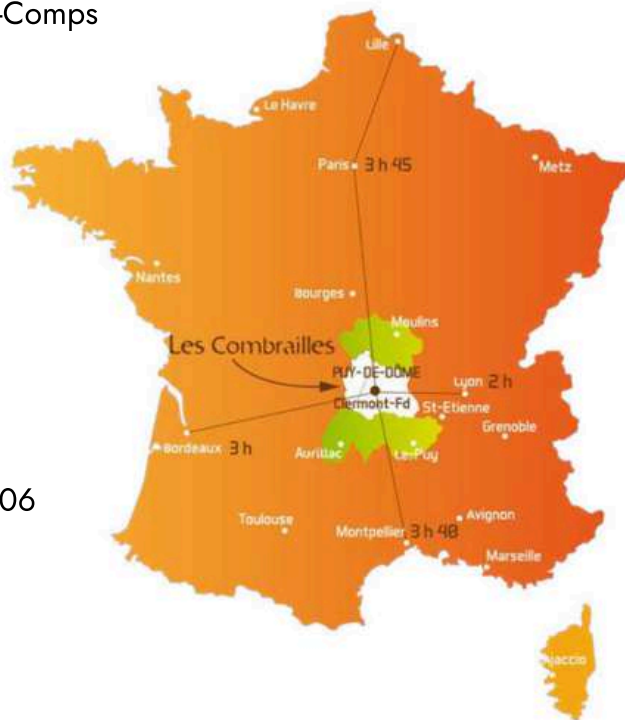 -Comps
Lille
Le Havre
Paris 3 h 45
Metz
Nantes
Bourges
Moulins
Les Combrailles
PUY-DE-DÔME
Lyon 2 h
Clermont-Fd
St-Etienne
Grenoble
Bordeaux 3 h
Aurillac
Le Puy
06
Toulouse
Avignon
Montpellier 3 h 40
Marseille
Ajaccio